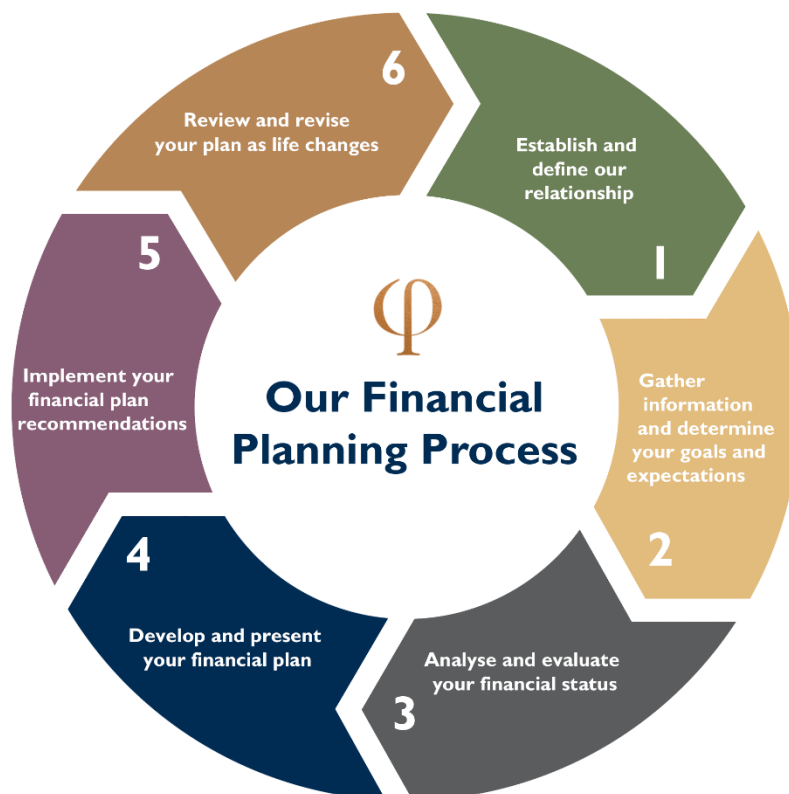 φ
Our Financial
Planning Process
1
Establish and
define our
relationship
2
Gather
information
and determine
your goals and
expectations
3
Analyse and evaluate
your financial status
4
Develop and present
your financial plan
5
Implement your
financial plan
recommendations
6
Review and revise
your plan as life changes